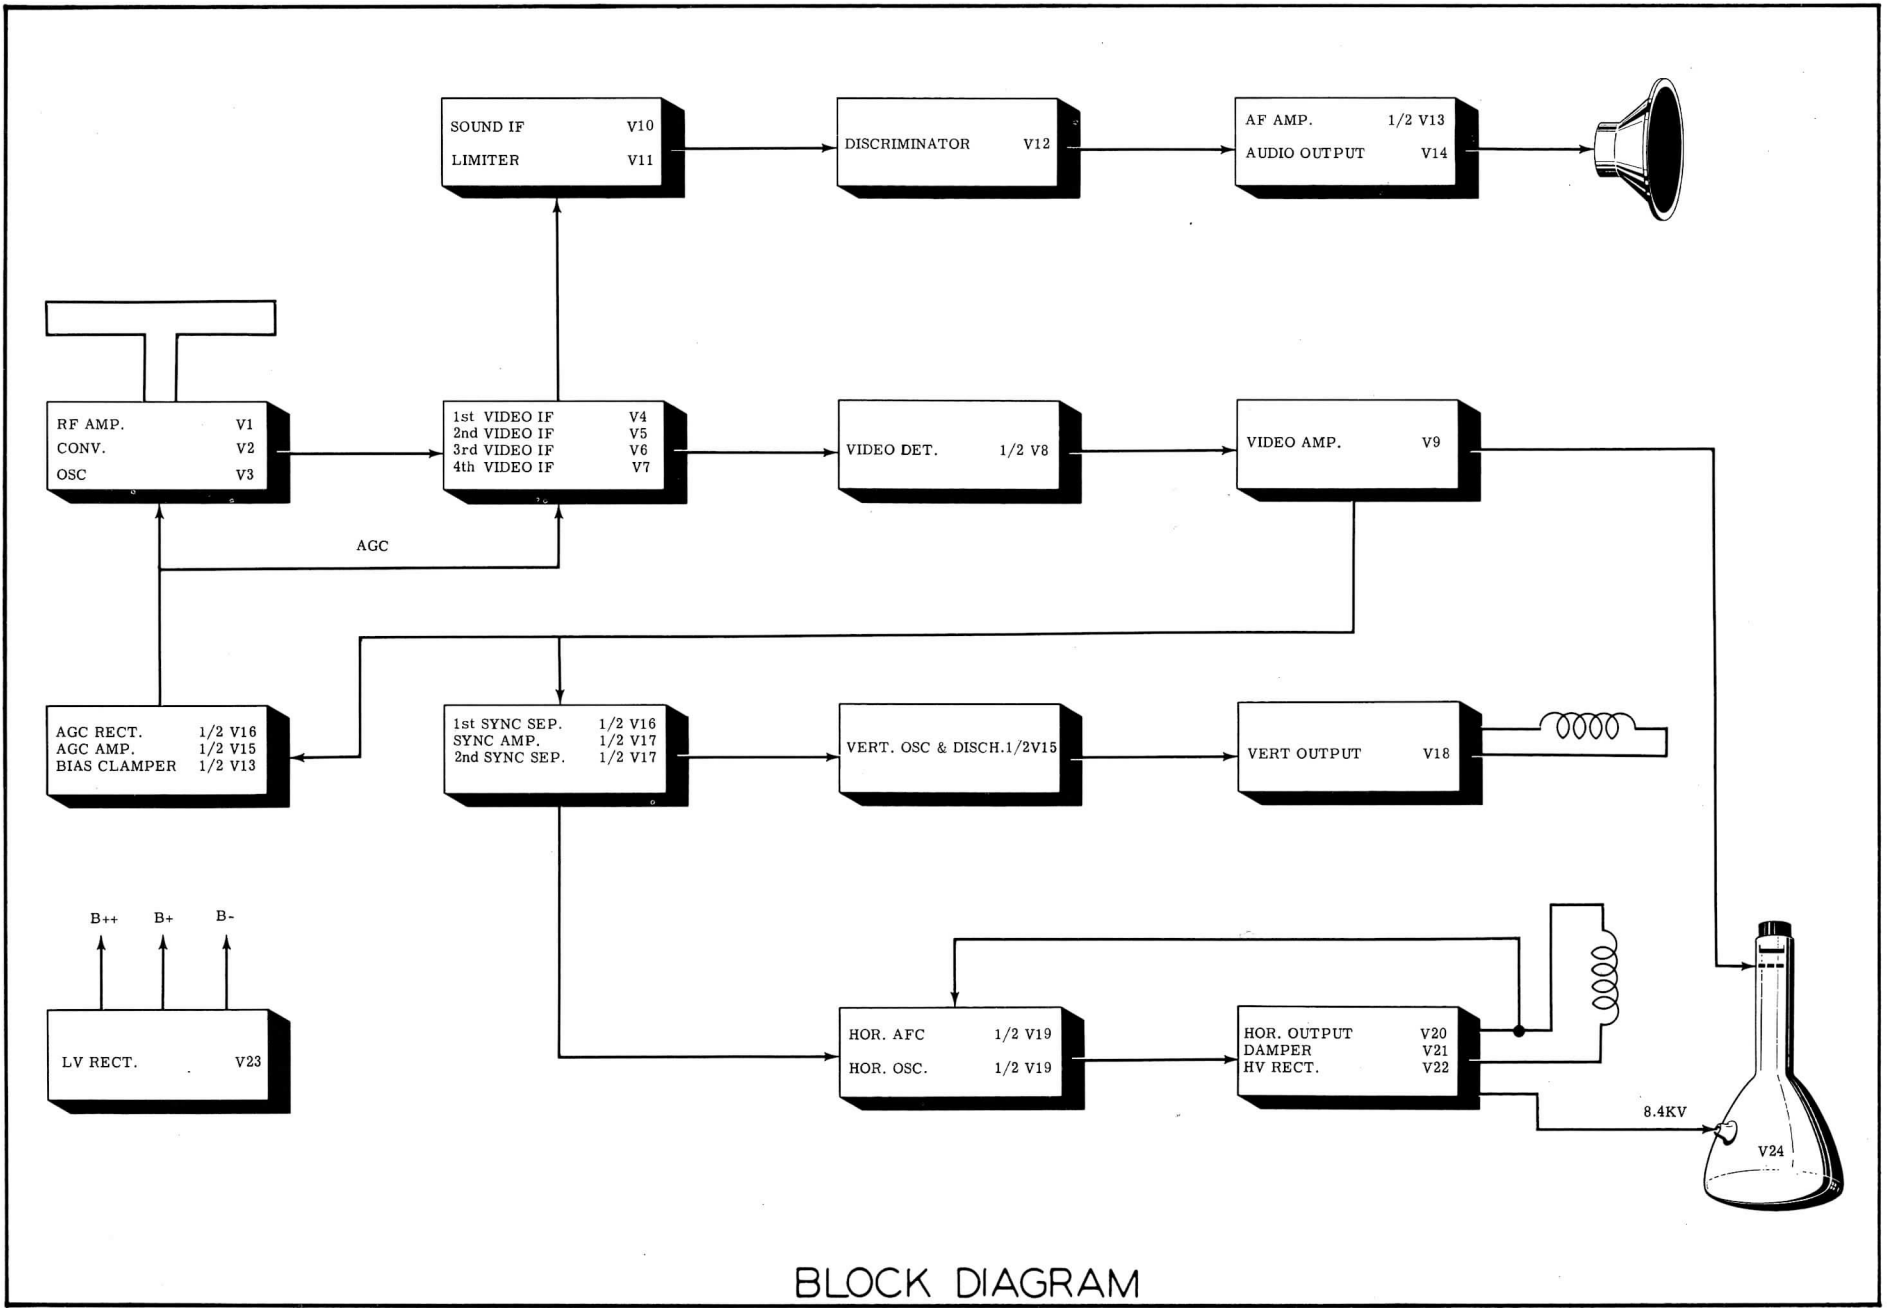 SOUND IF V10
LIMITER V11
DISCRIMINATOR V12
AF AMP. 1/2 V13
AUDIO OUTPUT V14
RF AMP. V1
CONV. V2
OSC V3
1st VIDEO IF V4
2nd VIDEO IF V5
3rd VIDEO IF V6
4th VIDEO IF V7
VIDEO DET. 1/2 V8
VIDEO AMP. V9
AGC
AGC RECT. 1/2 V16
AGC AMP. 1/2 V15
BIAS CLAMPER 1/2 V13
1st SYNC SEP. 1/2 V16
SYNC AMP. 1/2 V17
2nd SYNC SEP. 1/2 V17
VERT. OSC & DISCH.1/2V15
VERT OUTPUT V18
B++ B+ B-
LV RECT. V23
HOR. AFC 1/2 V19
HOR. OSC. 1/2 V19
HOR. OUTPUT V20
DAMPER V21
HV RECT. V22
8.4KV
V24
BLOCK DIAGRAM